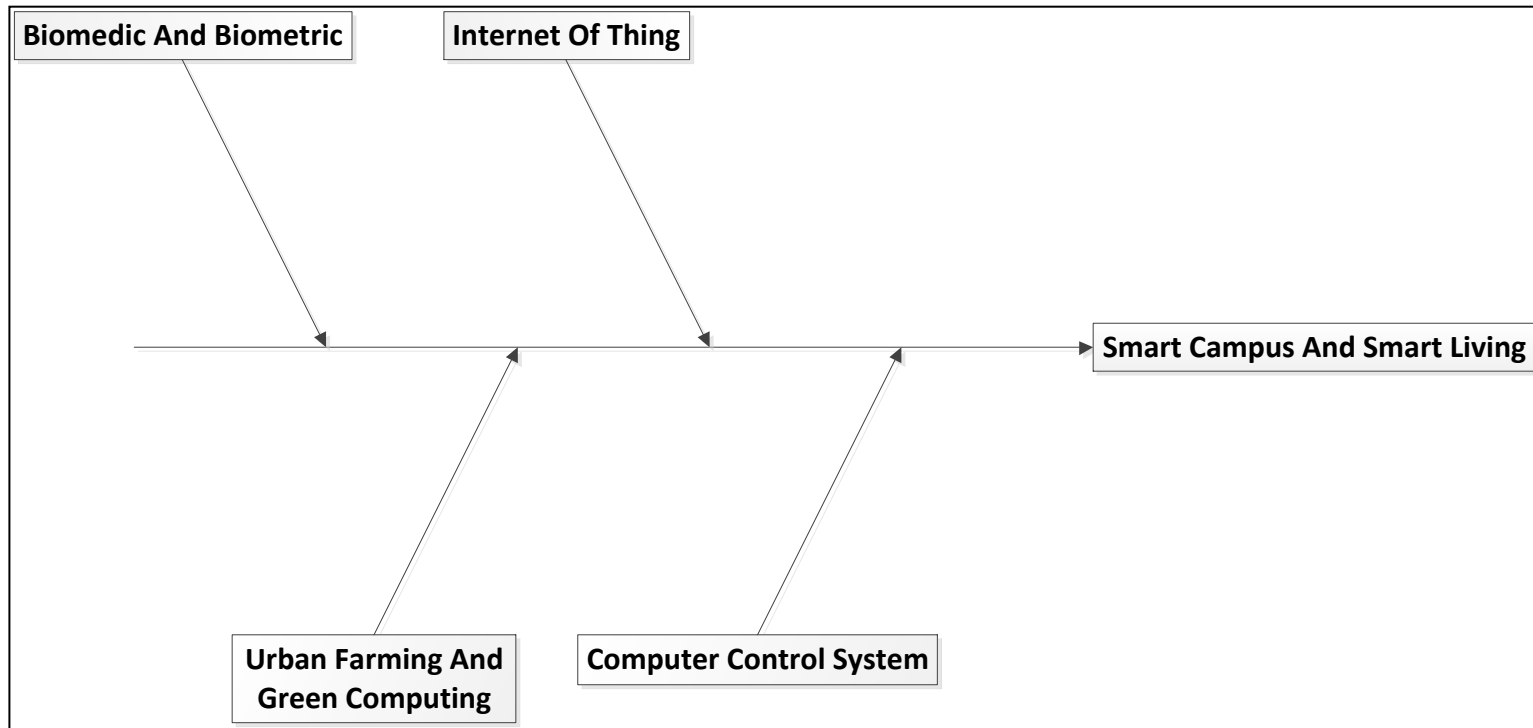 Biomedic And Biometric
Internet Of Thing
Smart Campus And Smart Living
Urban Farming And
Green Computing
Computer Control System